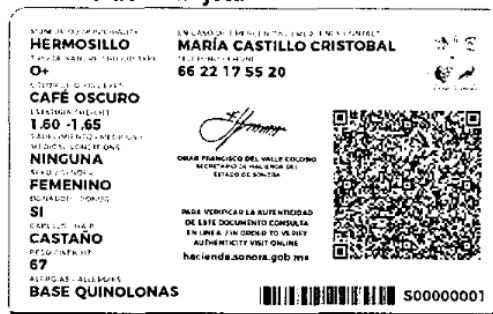 HERMOSILLO
O+
CAFÉ OSCURO
1.60 -1.65
NINGUNA
FEMENINO
SI
CASTAÑO
67
BASE QUINOLONAS
MARÍA CASTILLO CRISTOBAL
66 22 17 55 20
OMAR FRANCISCO DEL VALLE COLOSIO
SECRETARIO DE HACIENDA DEL
ESTADO DE SONORA
PARA VERIFICAR LA AUTENTICIDAD
DE ESTE DOCUMENTO CONSULTA
EN LINEA / IN ORDER TO VERIFY
AUTHENTICITY VISIT ONLINE
hacienda.sonora.gob.mx
S00000001